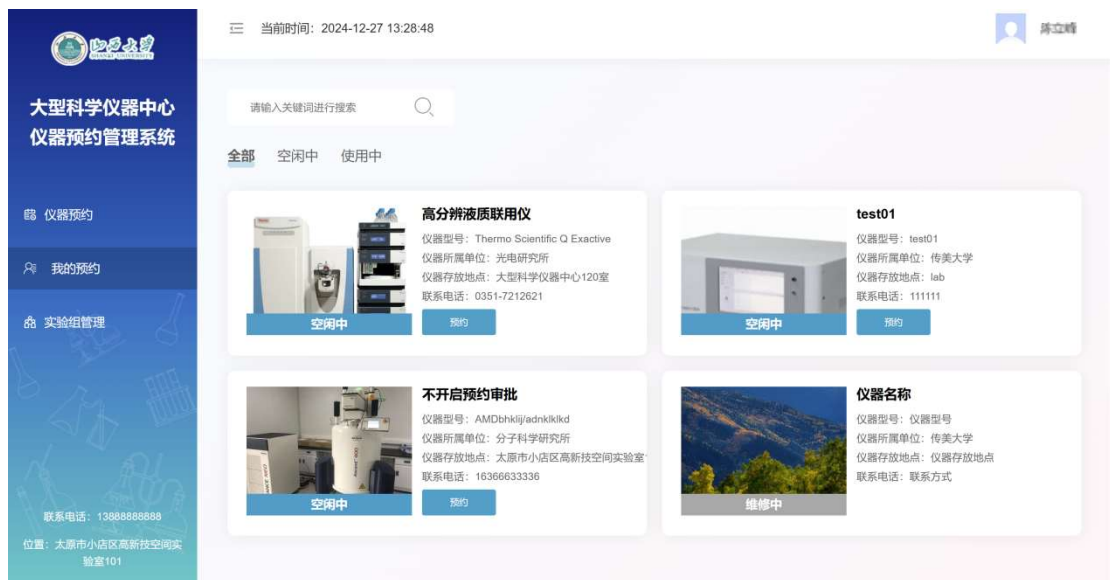 山西大学
SHANXI UNIVERSITY
大型科学仪器中心
仪器预约管理系统
仪器预约
我的预约
实验组管理
联系电话：13888888888
位置：太原市小店区高新技空间实
验室101
当前时间：2024-12-27 13:28:48
陈立峰
请输入关键词进行搜索
全部
空闲中
使用中
高分辨液质联用仪
仪器型号：Thermo Scientific Q Exactive
仪器所属单位：光电研究所
仪器存放地点：大型科学仪器中心120室
联系电话：0351-7212621
空闲中
预约
test01
仪器型号：test01
仪器所属单位：传美大学
仪器存放地点：lab
联系电话：111111
空闲中
预约
不开启预约审批
仪器型号：AMDbhklij/adnklklkd
仪器所属单位：分子科学研究所
仪器存放地点：太原市小店区高新技空间实验室
联系电话：16366633336
空闲中
预约
仪器名称
仪器型号：仪器型号
仪器所属单位：传美大学
仪器存放地点：仪器存放地点
联系电话：联系方式
维修中